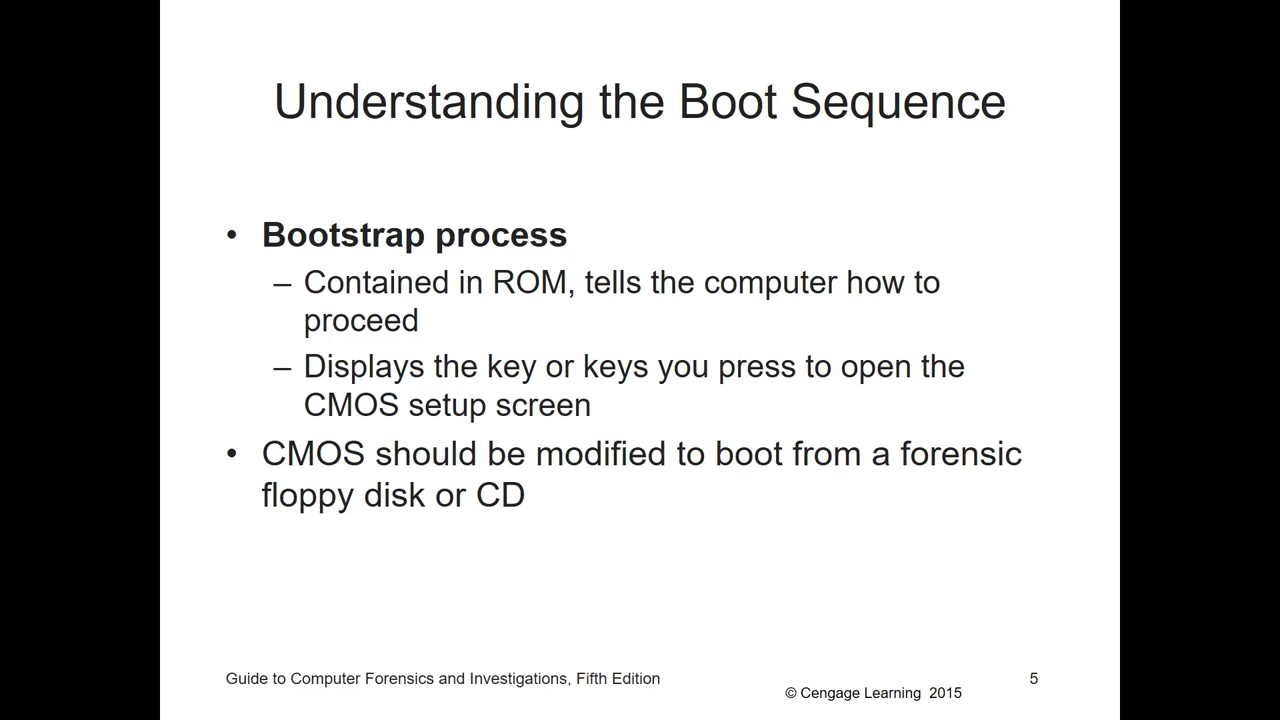 Understanding the Boot Sequence
• Bootstrap process
– Contained in ROM, tells the computer how to
proceed
– Displays the key or keys you press to open the
CMOS setup screen
• CMOS should be modified to boot from a forensic
floppy disk or CD
Guide to Computer Forensics and Investigations, Fifth Edition
5
© Cengage Learning 2015